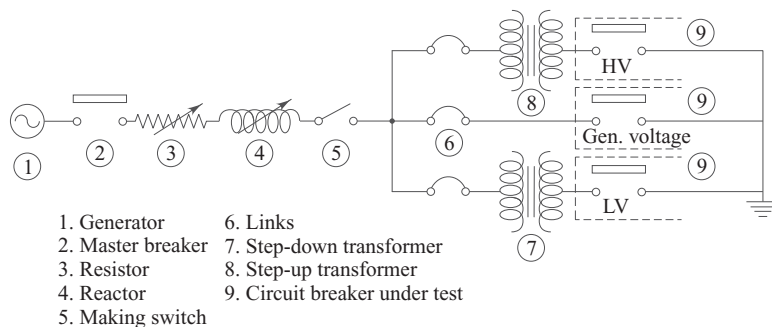 9
HV
8
9
Gen. voltage
1
2
3
4
5
6
9
LV
7
1. Generator
2. Master breaker
3. Resistor
4. Reactor
5. Making switch
6. Links
7. Step-down transformer
8. Step-up transformer
9. Circuit breaker under test